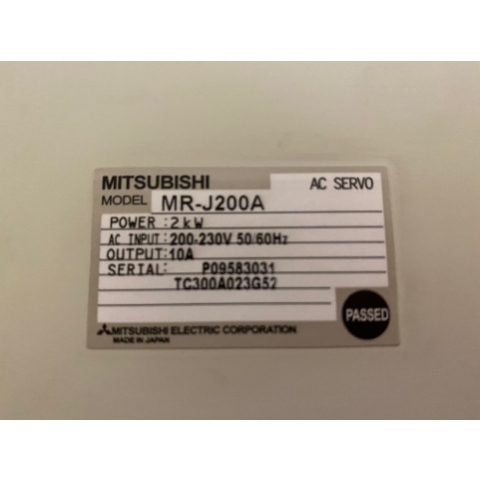 MITSUBISHI AC SERVO
MODEL MR-J200A
POWER :2kW
AC INPUT:200-230V 50/60Hz
OUTPUT:10A
SERIAL: P09583031
TC300A023G52
MITSUBISHI ELECTRIC CORPORATION
MADE IN JAPAN
PASSED